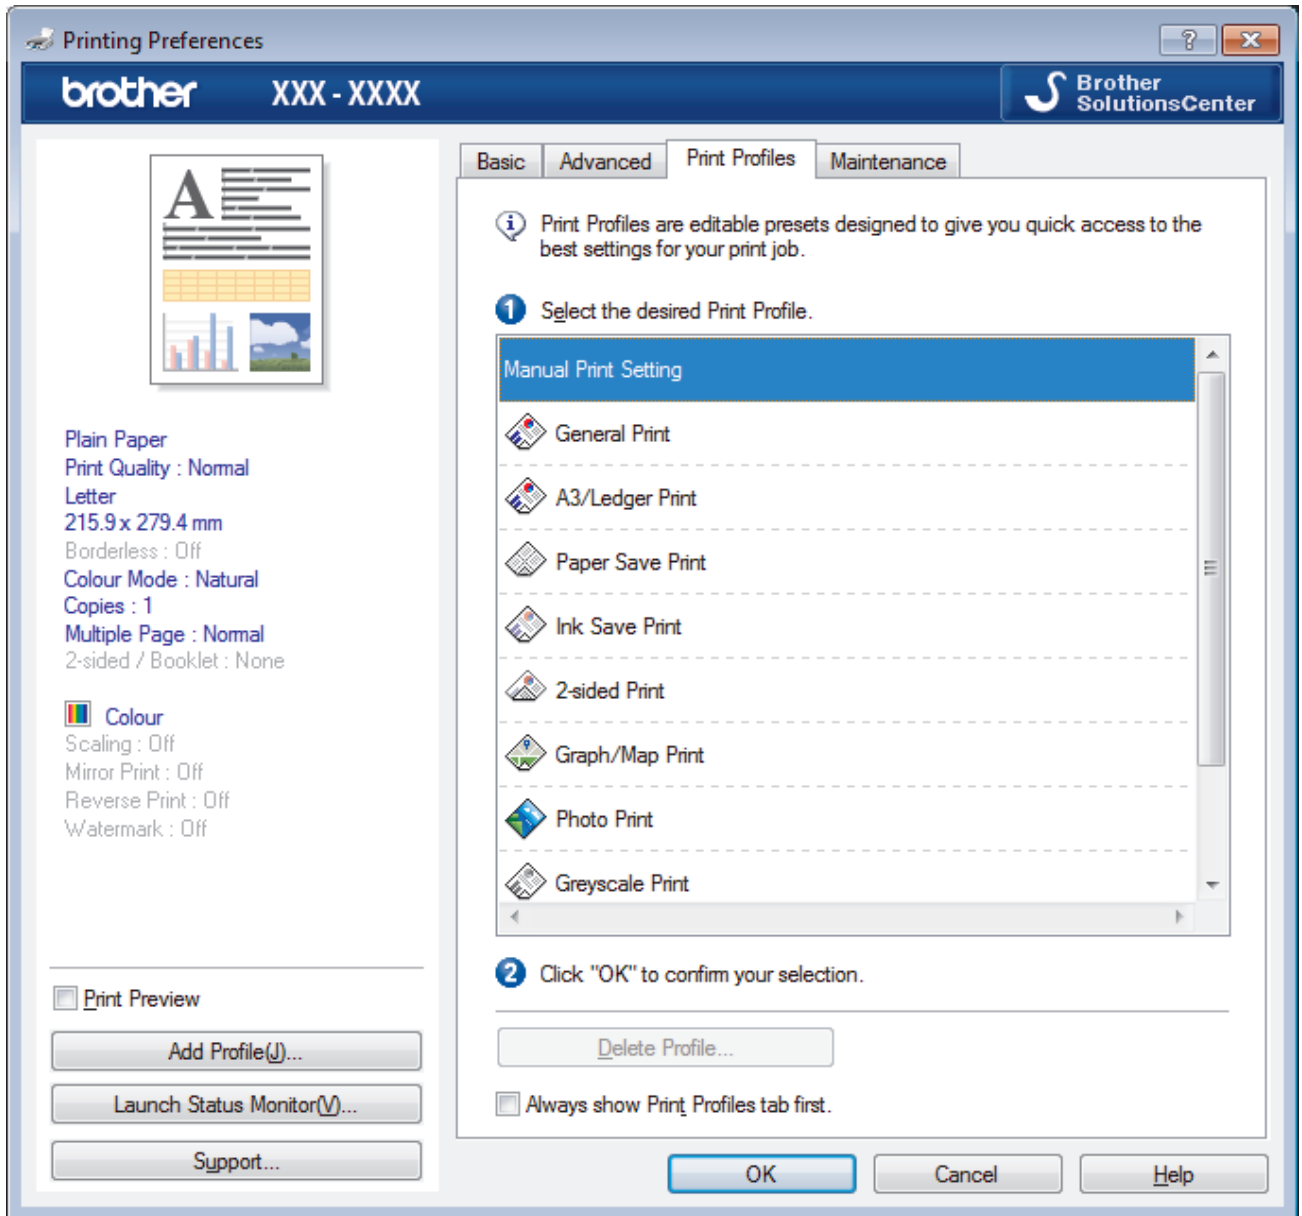 Printing Preferences
brother XXX - XXXX
Brother
SolutionsCenter
Basic Advanced Print Profiles Maintenance
A
Print Profiles are editable presets designed to give you quick access to the
best settings for your print job.
1 Select the desired Print Profile.
Manual Print Setting
General Print
A3/Ledger Print
Paper Save Print
Ink Save Print
2-sided Print
Graph/Map Print
Photo Print
Greyscale Print
2 Click "OK" to confirm your selection.
Delete Profile...
Always show Print Profiles tab first.
Plain Paper
Print Quality : Normal
Letter
215.9 x 279.4 mm
Borderless : Off
Colour Mode : Natural
Copies : 1
Multiple Page : Normal
2-sided / Booklet : None
Colour
Scaling : Off
Mirror Print : Off
Reverse Print : Off
Watermark : Off
Print Preview
Add Profile(J)...
Launch Status Monitor(V)...
Support...
OK Cancel Help